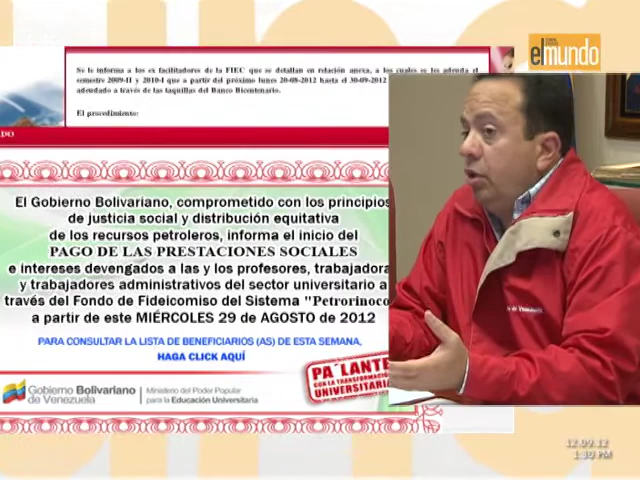 elmundo
Se le informa a los ex facilitadores de la FIEC que se detallan en relación anexa, a los cuales se les adeuda el
semestre 2009-II y 2010-I que a partir del próximo lunes 20-08-2012 hasta el 30-09-2012
adeudado a través de las taquillas del Banco Bicentenario.
El procedimiento:
DO
El Gobierno Bolivariano, comprometido con los principios
de justicia social y distribución equitativa
de los recursos petroleros, informa el inicio del
PAGO DE LAS PRESTACIONES SOCIALES
e intereses devengados a las y los profesores, trabajadora
y trabajadores administrativos del sector universitario a
través del Fondo de Fideicomiso del Sistema "Petrorinoco
a partir de este MIÉRCOLES 29 DE AGOSTO DE 2012
PARA CONSULTAR LA LISTA DE BENEFICIARIOS (AS) DE ESTA SEMANA,
HAGA CLICK AQUÍ
Gobierno Bolivariano
de Venezuela
Ministerio del Poder Popular
para la Educación Universitaria
PA´LANTE
CON LA TRANSFORMACIÓN
UNIVERSITARIA
de Venezuela
12.09.12
1:30 PM